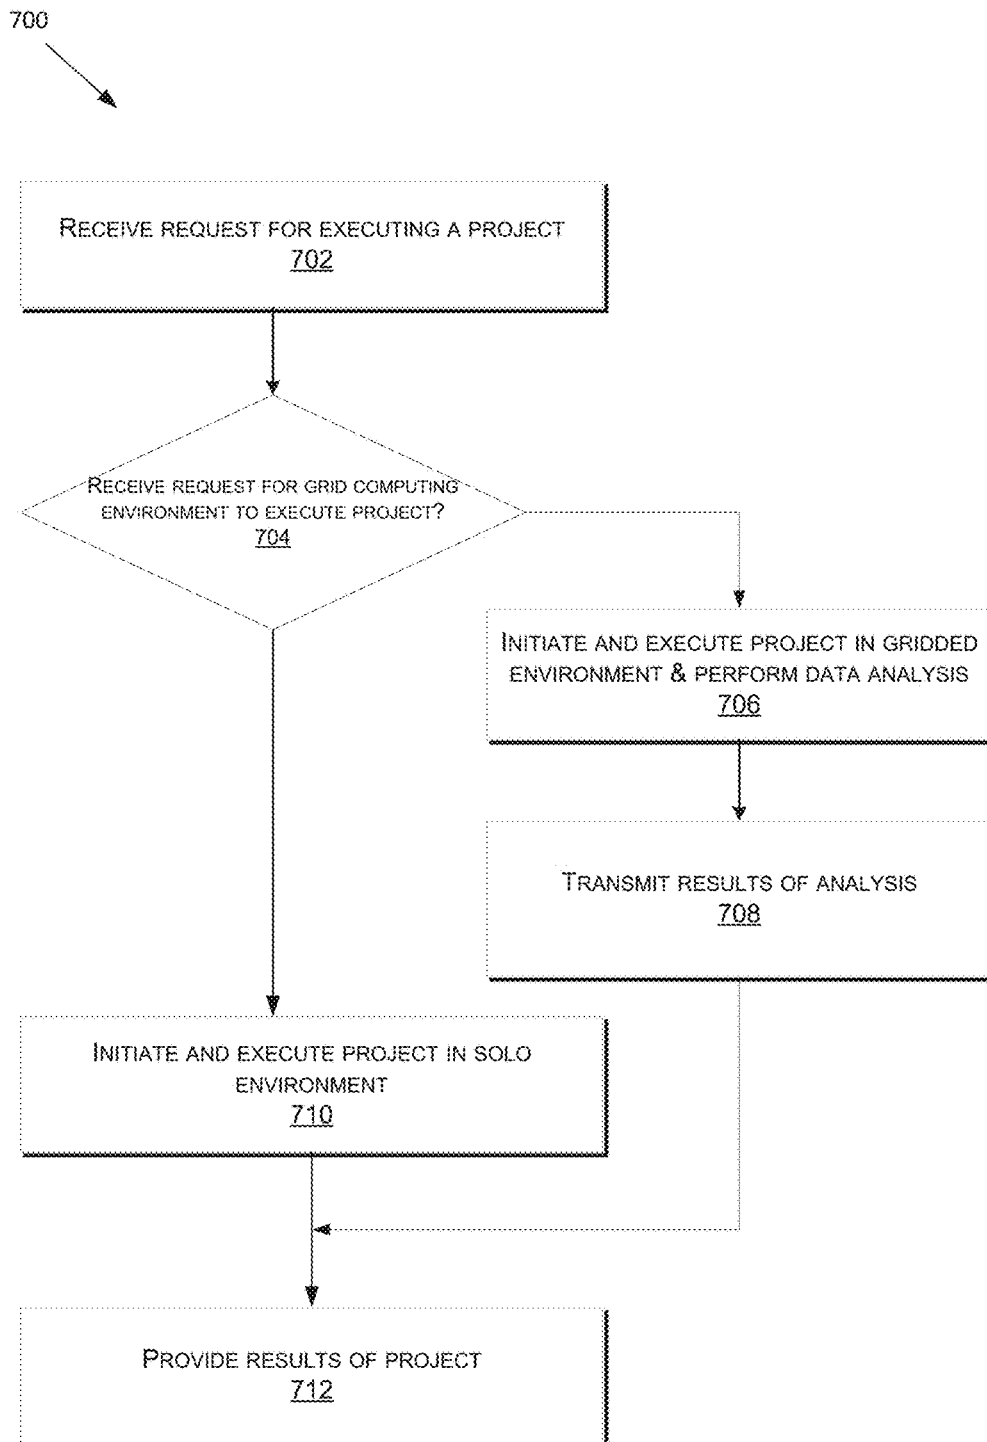 700
RECEIVE REQUEST FOR EXECUTING A PROJECT
702
RECEIVE REQUEST FOR GRID COMPUTING
ENVIRONMENT TO EXECUTE PROJECT?
704
INITIATE AND EXECUTE PROJECT IN GRIDDED
ENVIRONMENT & PERFORM DATA ANALYSIS
706
TRANSMIT RESULTS OF ANALYSIS
708
INITIATE AND EXECUTE PROJECT IN SOLO
ENVIRONMENT
710
PROVIDE RESULTS OF PROJECT
712